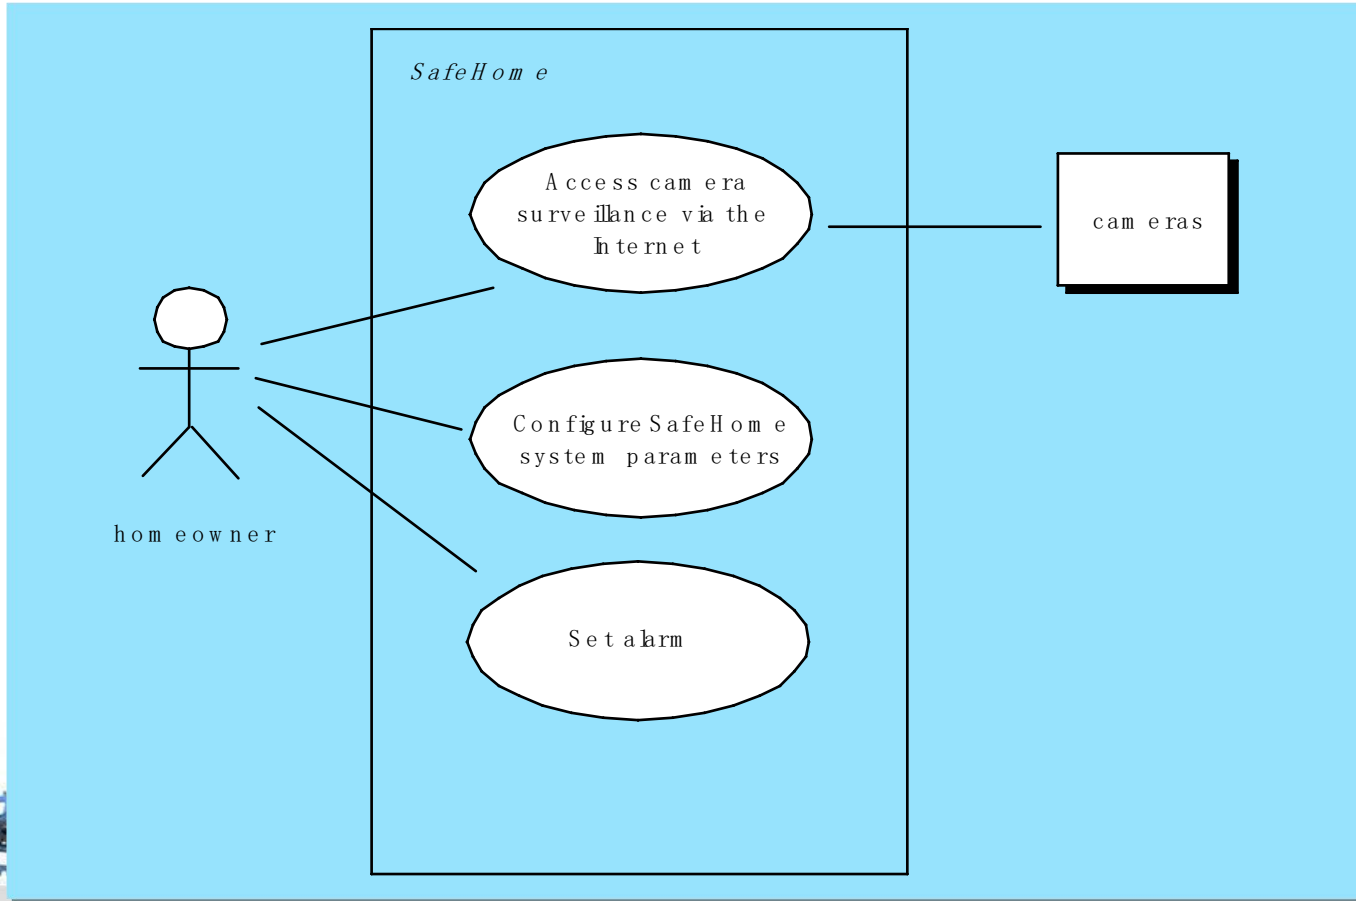 SafeHome
Access camera
surveillance via the
Internet
cameras
Configure SafeHome
system parameters
homeowner
Set alarm